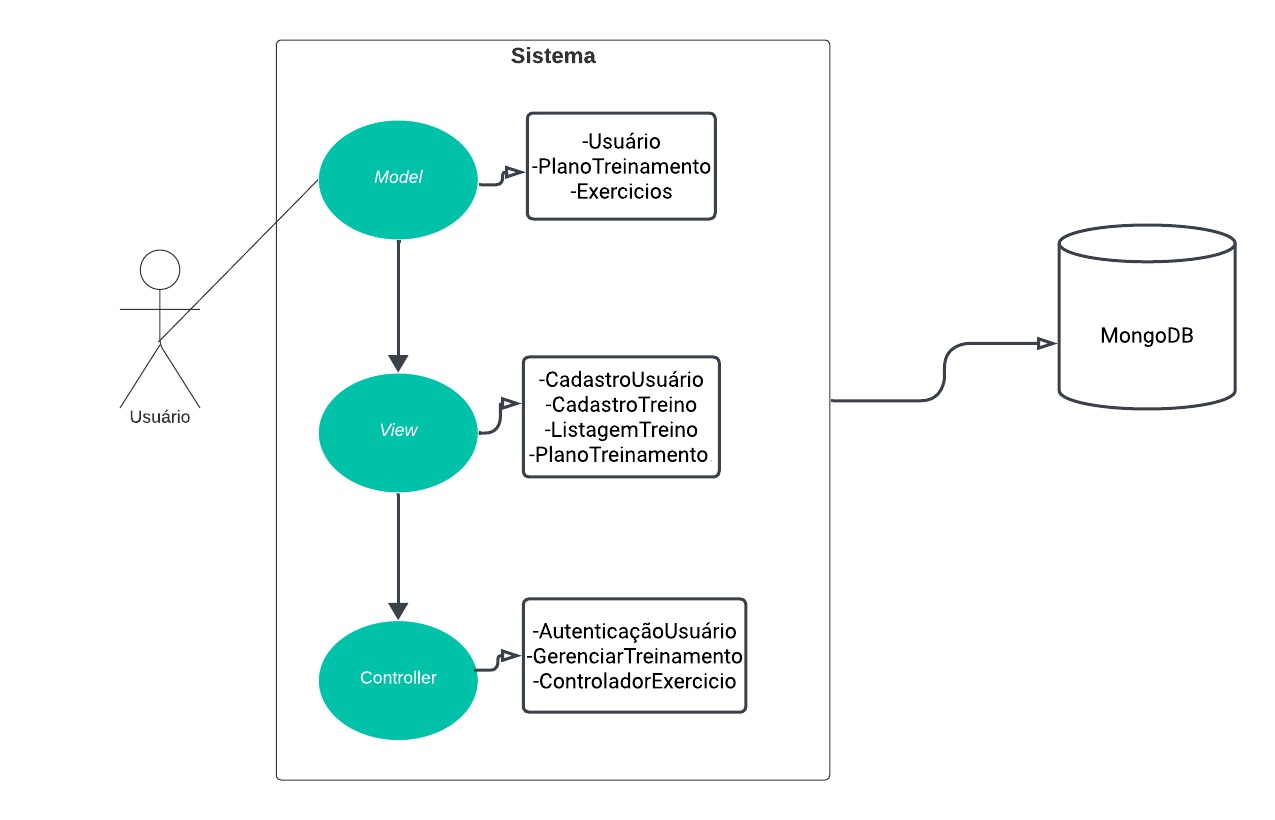 Sistema
Model
-Usuário
-PlanoTreinamento
-Exercicios
Usuário
View
-CadastroUsuário
-CadastroTreino
-ListagemTreino
-PlanoTreinamento
MongoDB
Controller
-AutenticaçãoUsuário
-GerenciarTreinamento
-ControladorExercicio